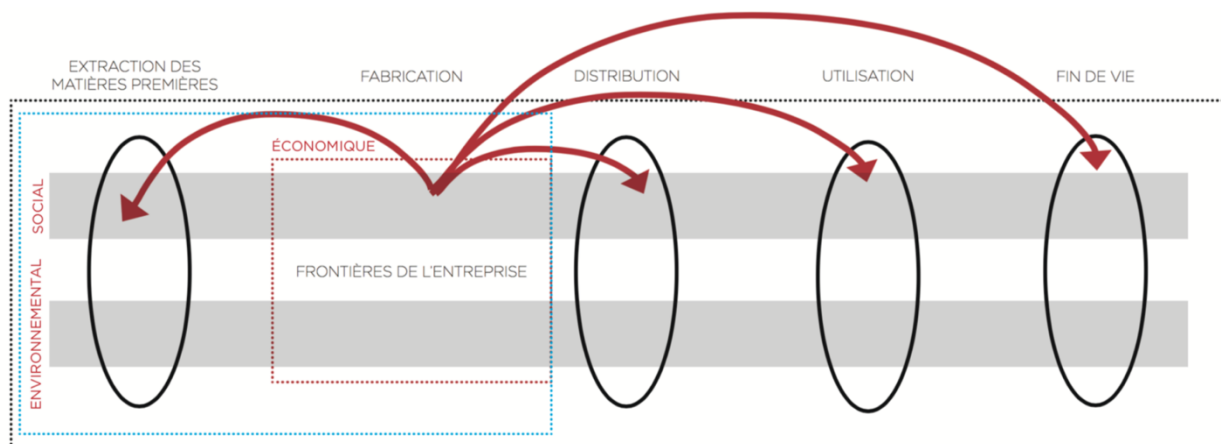 EXTRACTION DES
MATIÈRES PREMIÈRES
FABRICATION
DISTRIBUTION
UTILISATION
FIN DE VIE
ÉCONOMIQUE
SOCIAL
FRONTIÈRES DE L'ENTREPRISE
ENVIRONNEMENTAL